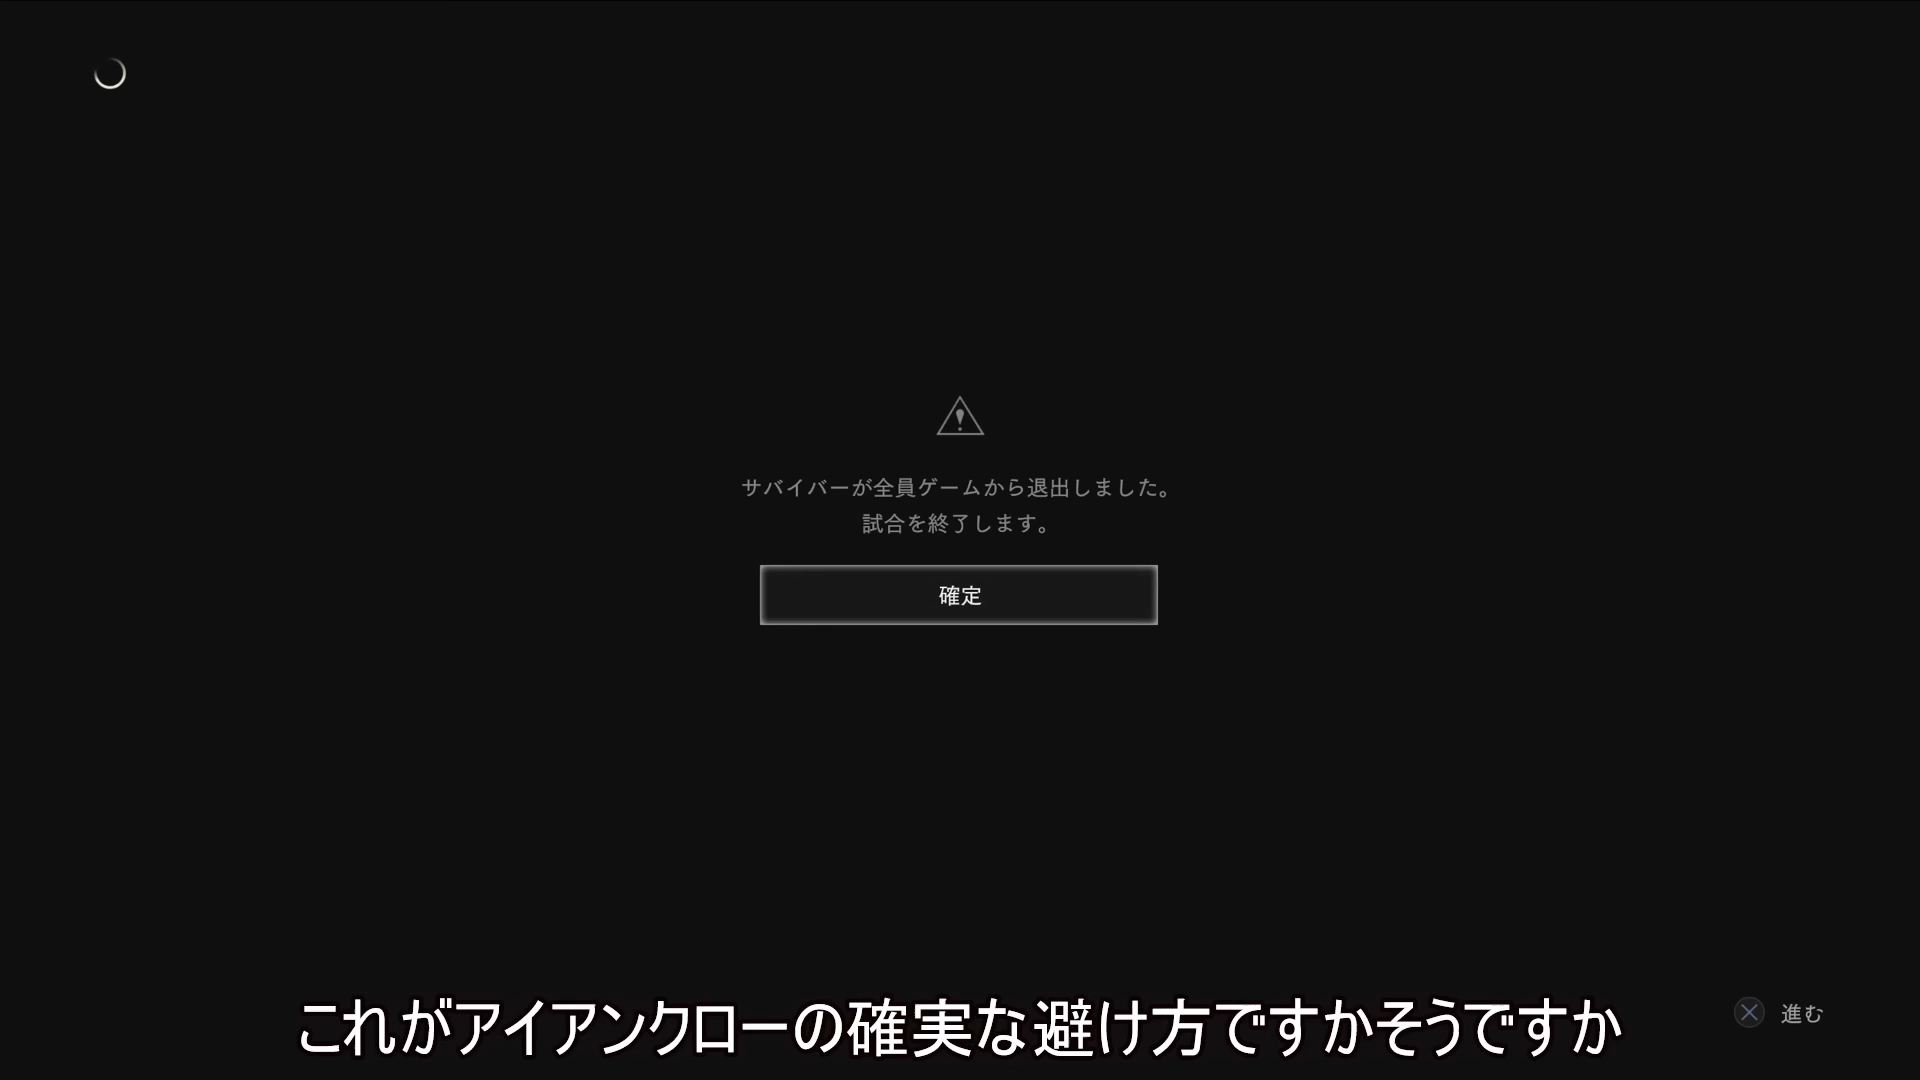 サバイバーが全員ゲームから退出しました。
試合を終了します。
確定
これがアイアンクローの確実な避け方ですかそうですか
進む